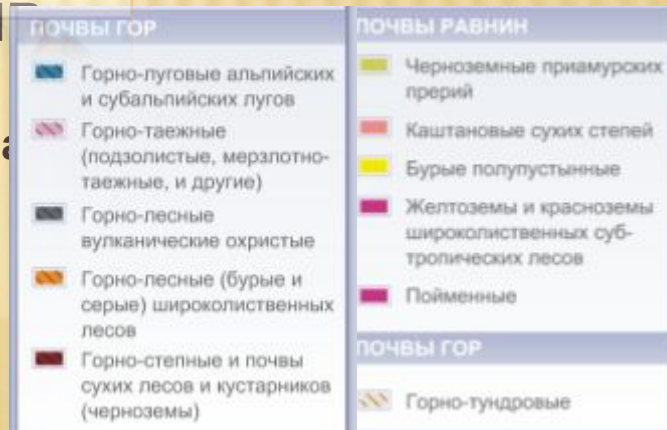 ПОЧВЫ ГОР
Горно-луговые альпийских
и субальпийских лугов
Горно-таежные
(подзолистые, мерзлотно-
таежные, и другие)
Горно-лесные
вулканические охристые
Горно-лесные (бурые и
серые) широколиственных
лесов
Горно-степные и почвы
сухих лесов и кустарников
(черноземы)
ПОЧВЫ РАВНИН
Черноземные приамурских
прерий
Каштановые сухих степей
Бурые полупустынные
Желтоземы и красноземы
широколиственных суб-
тропических лесов
Пойменные
ПОЧВЫ ГОР
Горно-тундровые